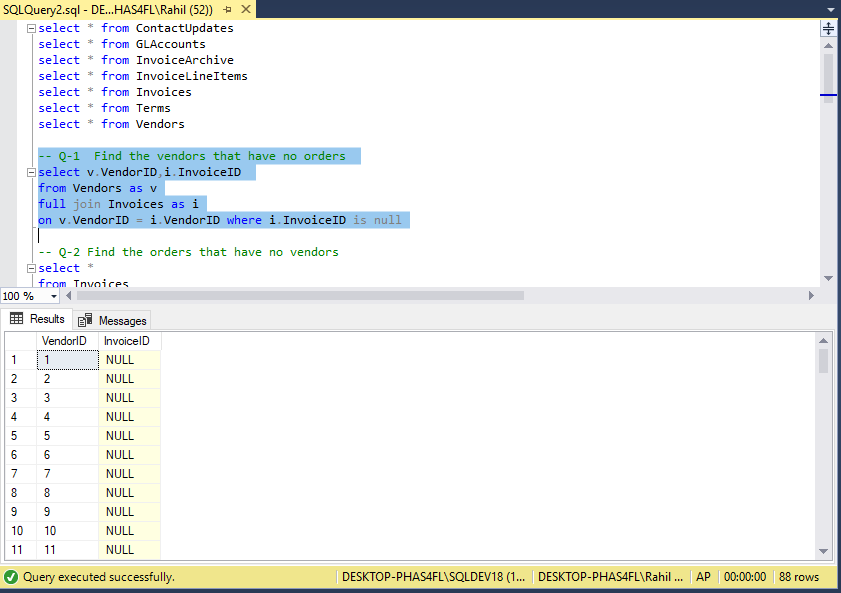 SQLQuery2.sql - DE...HAS4FL\Rahil (52))
select * from ContactUpdates
select * from GLAccounts
select * from InvoiceArchive
select * from InvoiceLineItems
select * from Invoices
select * from Terms
select * from Vendors
-- Q-1  Find the vendors that have no orders
select v.VendorID,i.InvoiceID
from Vendors as v
full join Invoices as i
on v.VendorID = i.VendorID where i.InvoiceID is null
-- Q-2 Find the orders that have no vendors
select *
from Invoices
100 %
Results Messages
VendorID InvoiceID
1 1 NULL
2 2 NULL
3 3 NULL
4 4 NULL
5 5 NULL
6 6 NULL
7 7 NULL
8 8 NULL
9 9 NULL
10 10 NULL
11 11 NULL
Query executed successfully. DESKTOP-PHAS4FL\SQLDEV18 (1... DESKTOP-PHAS4FL\Rahil ... AP 00:00:00 88 rows